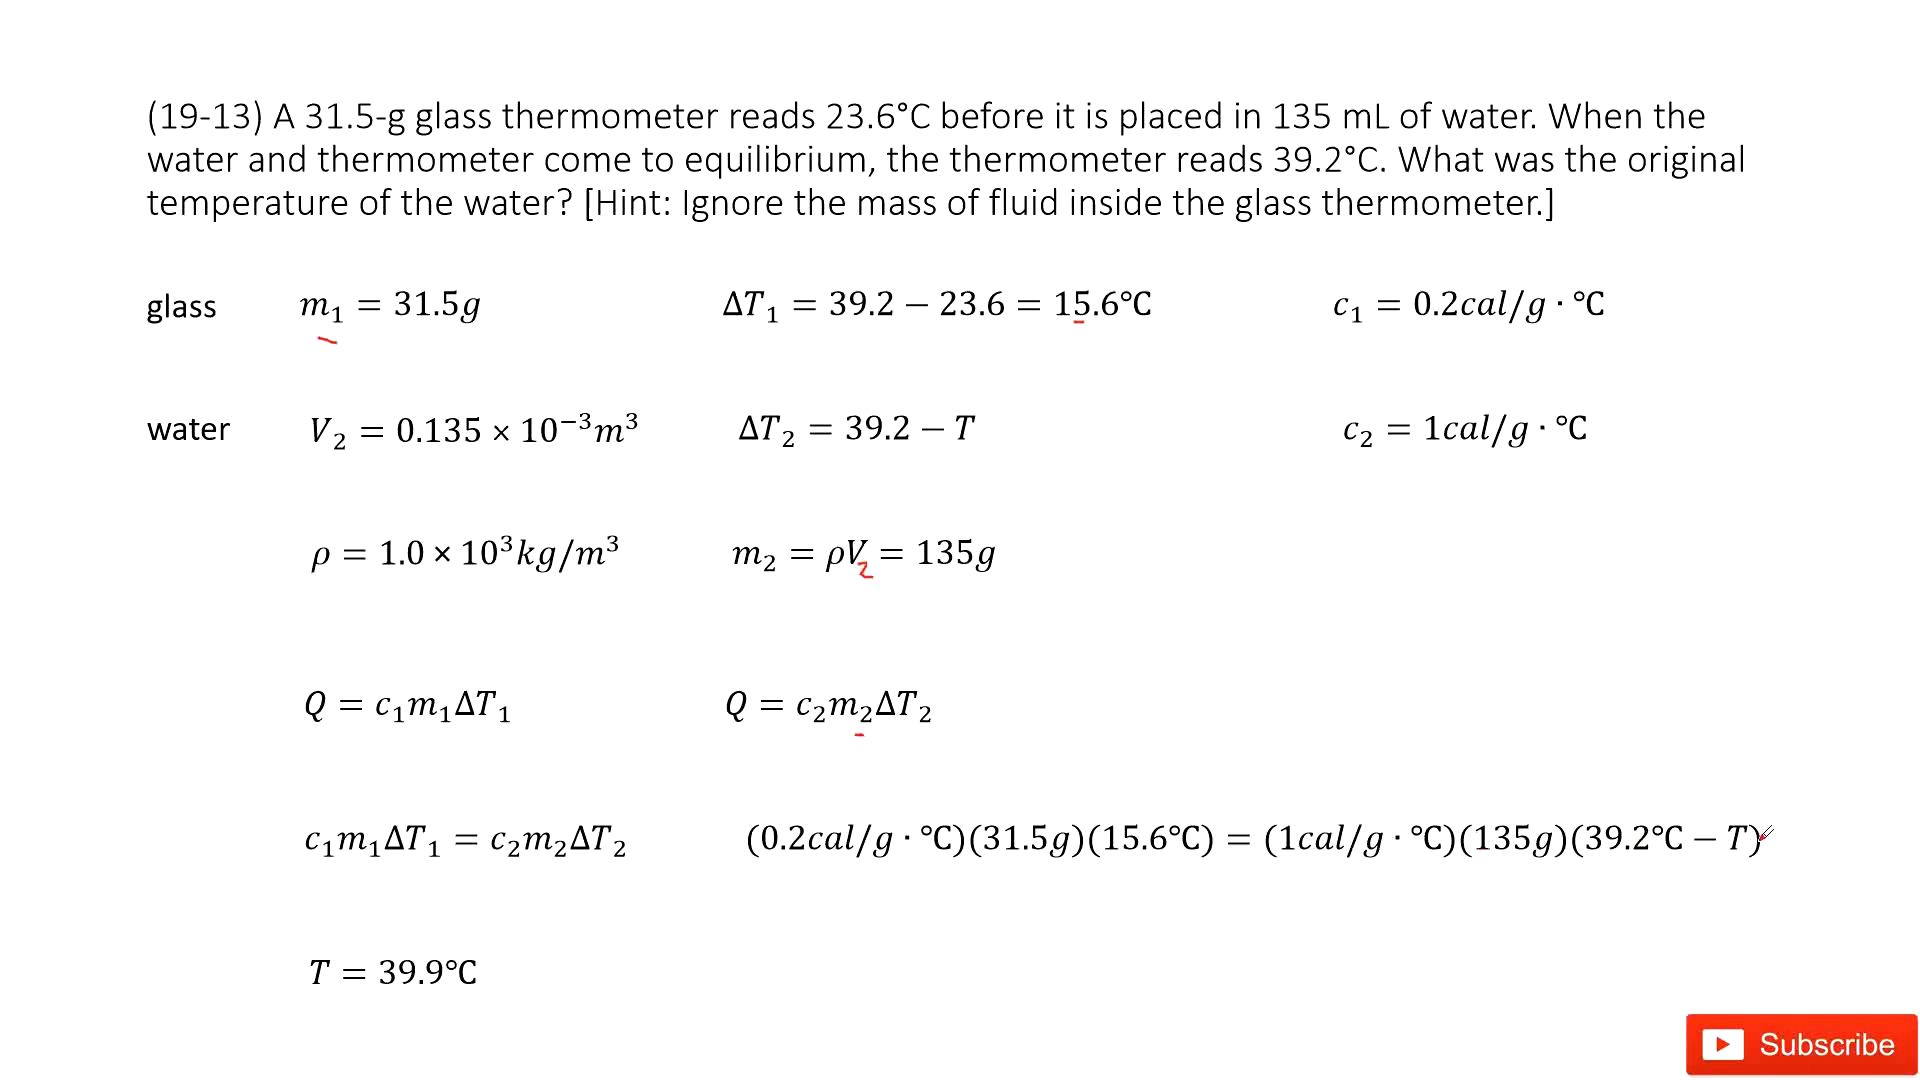 (19-13) A 31.5-g glass thermometer reads 23.6°C before it is placed in 135 mL of water. When the
water and thermometer come to equilibrium, the thermometer reads 39.2°C. What was the original
temperature of the water? [Hint: Ignore the mass of fluid inside the glass thermometer.]
glass m₁ = 31.5g ΔT₁ = 39.2 − 23.6 = 15.6℃ c₁ = 0.2cal/g · ℃
water V₂ = 0.135 × 10⁻³m³ ΔT₂ = 39.2 − T c₂ = 1cal/g · ℃
ρ = 1.0 × 10³kg/m³ m₂ = ρV₂ = 135g
Q = c₁m₁ΔT₁ Q = c₂m₂ΔT₂
c₁m₁ΔT₁ = c₂m₂ΔT₂ (0.2cal/g · ℃)(31.5g)(15.6℃) = (1cal/g · ℃)(135g)(39.2℃ − T)
T = 39.9℃
Subscribe